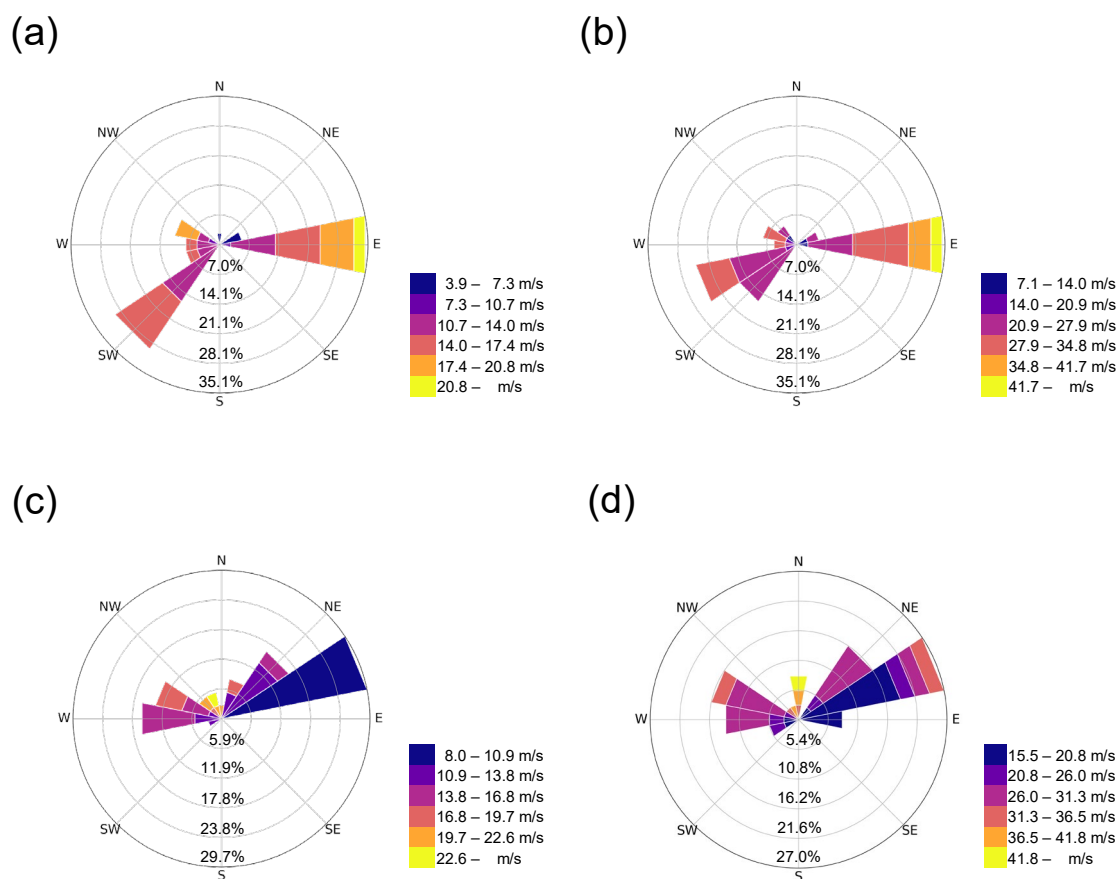 (a)
N
NW
NE
W
E
SW
SE
S
7.0%
14.1%
21.1%
28.1%
35.1%
3.9 – 7.3 m/s
7.3 – 10.7 m/s
10.7 – 14.0 m/s
14.0 – 17.4 m/s
17.4 – 20.8 m/s
20.8 – m/s
(b)
N
NW
NE
W
E
SW
SE
S
7.0%
14.1%
21.1%
28.1%
35.1%
7.1 – 14.0 m/s
14.0 – 20.9 m/s
20.9 – 27.9 m/s
27.9 – 34.8 m/s
34.8 – 41.7 m/s
41.7 – m/s
(c)
N
NW
NE
W
E
SW
SE
S
5.9%
11.9%
17.8%
23.8%
29.7%
8.0 – 10.9 m/s
10.9 – 13.8 m/s
13.8 – 16.8 m/s
16.8 – 19.7 m/s
19.7 – 22.6 m/s
22.6 – m/s
(d)
N
NW
NE
W
E
SW
SE
S
5.4%
10.8%
16.2%
21.6%
27.0%
15.5 – 20.8 m/s
20.8 – 26.0 m/s
26.0 – 31.3 m/s
31.3 – 36.5 m/s
36.5 – 41.8 m/s
41.8 – m/s